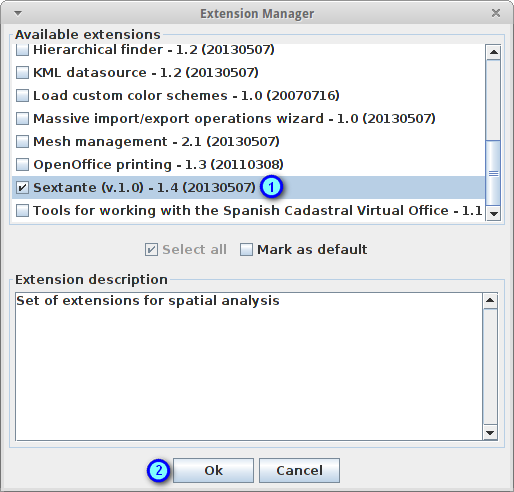 Extension Manager
Available extensions
Hierarchical finder - 1.2 (20130507)
KML datasource - 1.2 (20130507)
Load custom color schemes - 1.0 (20070716)
Massive import/export operations wizard - 1.0 (20130507)
Mesh management - 2.1 (20130507)
OpenOffice printing - 1.3 (20110308)
Sextante (v.1.0) - 1.4 (20130507) 1
Tools for working with the Spanish Cadastral Virtual Office - 1.1
Select all Mark as default
Extension description
Set of extensions for spatial analysis
2 Ok Cancel